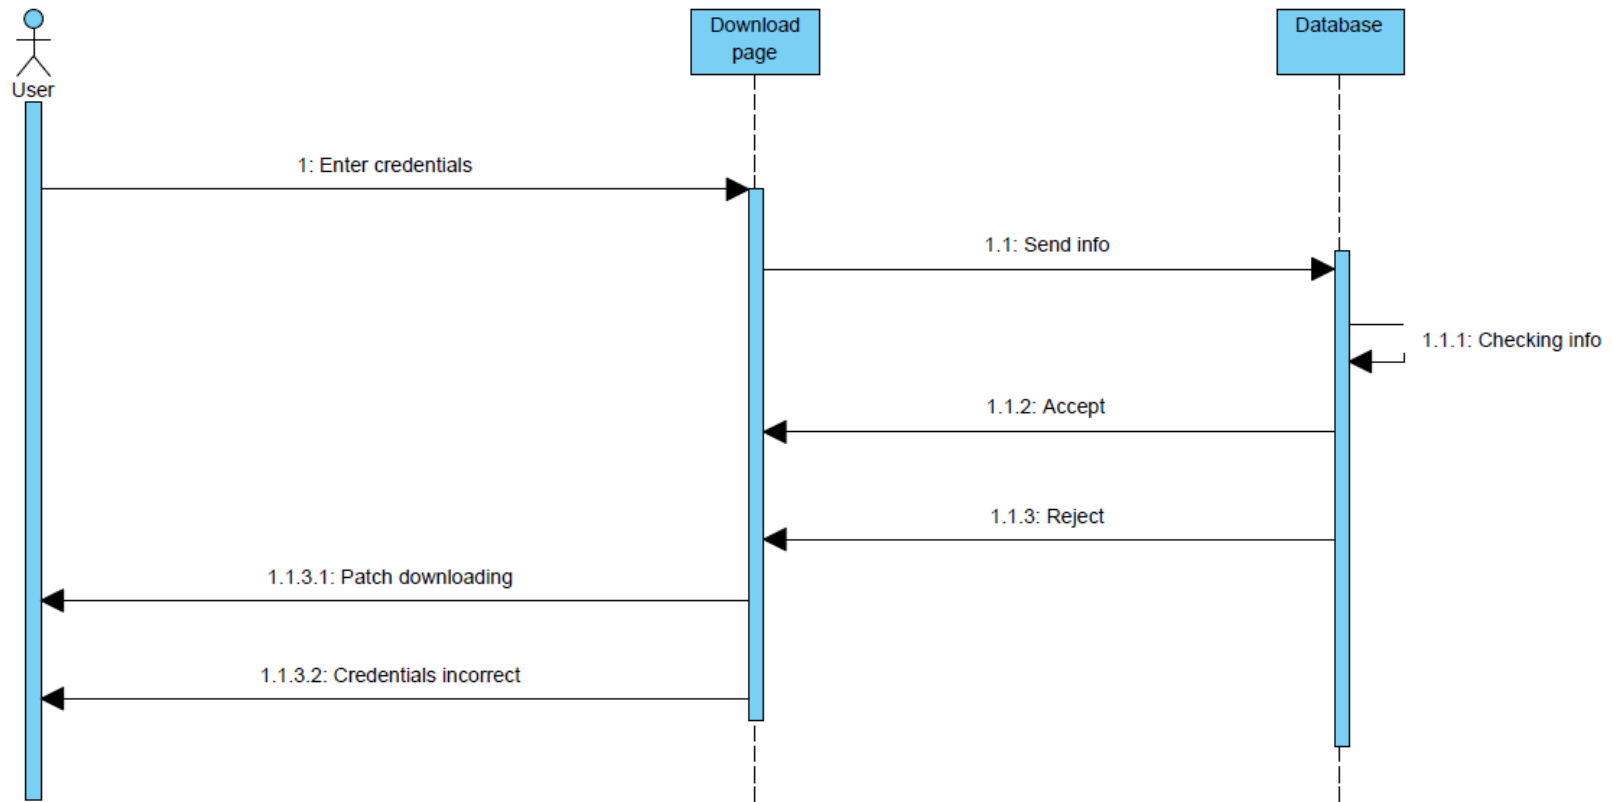 User
Download
page
Database
1: Enter credentials
1.1: Send info
1.1.1: Checking info
1.1.2: Accept
1.1.3: Reject
1.1.3.1: Patch downloading
1.1.3.2: Credentials incorrect